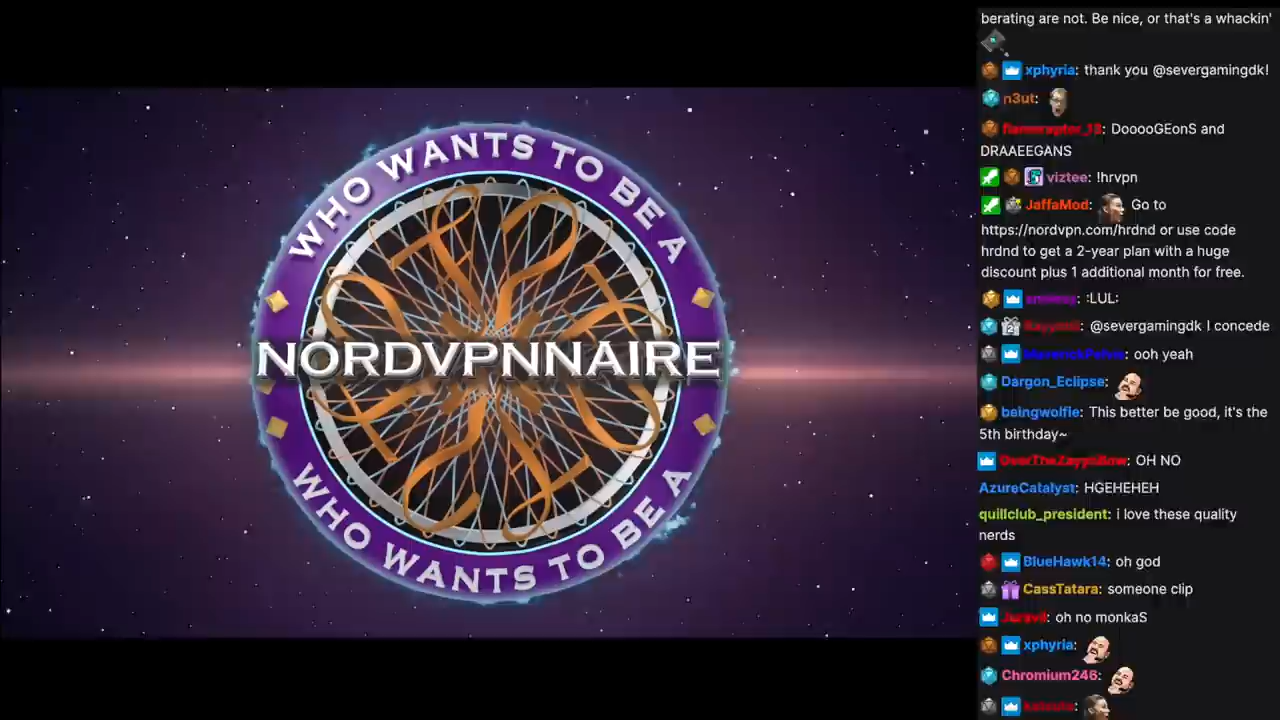 WHO WANTS TO BE A
NORDVPNNAIRE
WHO WANTS TO BE A
berating are not. Be nice, or that's a whackin'
xphyria: thank you @severgamingdk!
n3ut:
flameraptor_13: DooooGEonS and
DRAAEEGANS
viztee: !hrvpn
JaffaMod: Go to
https://nordvpn.com/hrdnd or use code
hrdnd to get a 2-year plan with a huge
discount plus 1 additional month for free.
:LUL:
@severgamingdk I concede
MaverickPelvis: ooh yeah
Dargon_Eclipse:
beingwolfie: This better be good, it's the
5th birthday~
OverTheZayydBow: OH NO
AzureCatalyst: HGEHEHEH
quillclub_president: i love these quality
nerds
BlueHawk14: oh god
CassTatara: someone clip
oh no monkaS
xphyria:
Chromium246: